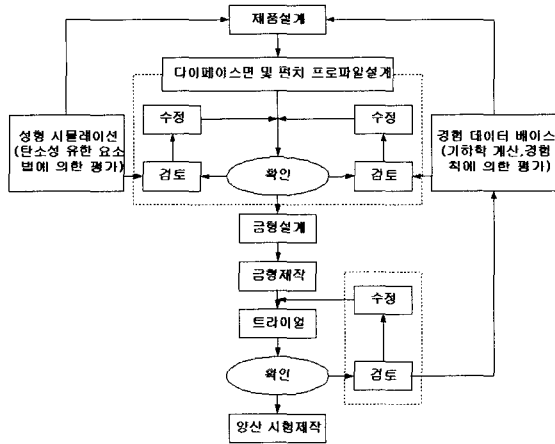 제품설계
다이페이스면 및 펀치 프로파일설계
수정
수정
성형 시뮬레이션
(탄소성 유한 요소
법에 의한 평가)
경험 데이터 베이스
(기하학 계산,경험
칙에 의한 평가)
검토
확인
검토
금형설계
금형제작
수정
트라이얼
확인
검토
양산 시형제작